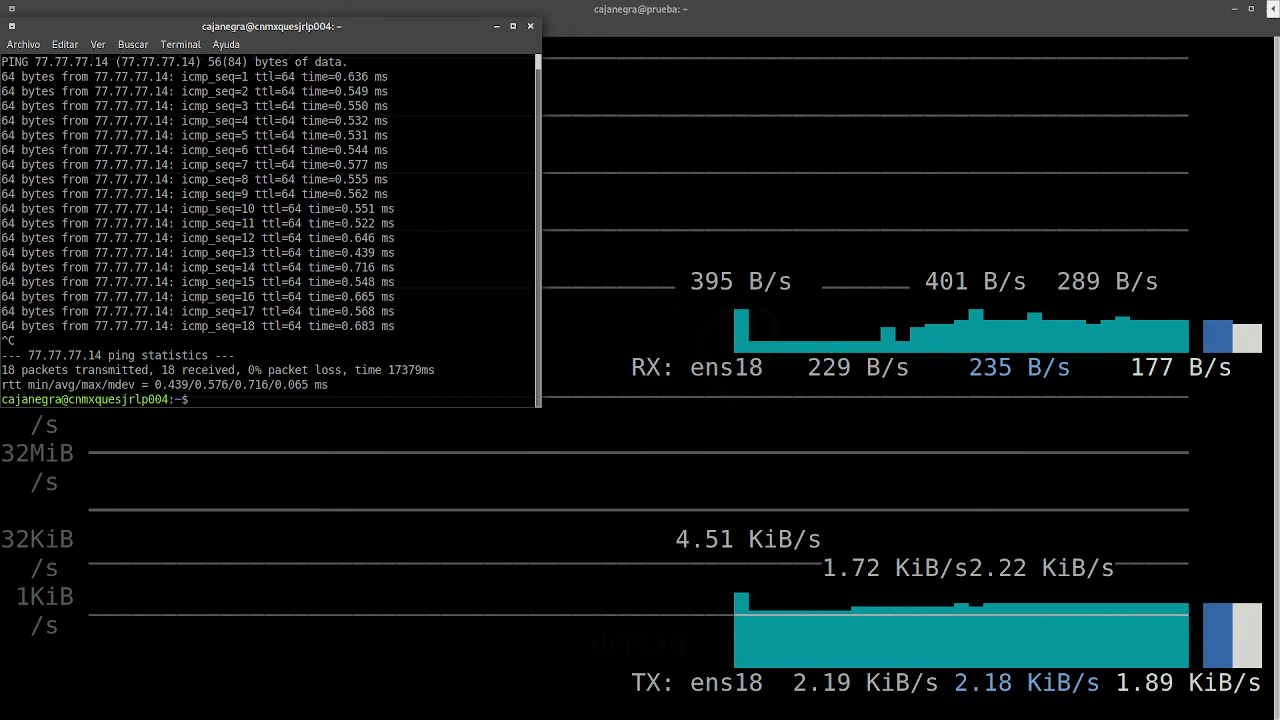 cajanegra@prueba: ~
cajanegra@cnmxquesjrlp004: ~
Archivo Editar Ver Buscar Terminal Ayuda
PING 77.77.77.14 (77.77.77.14) 56(84) bytes of data.
64 bytes from 77.77.77.14: icmp_seq=1 ttl=64 time=0.636 ms
64 bytes from 77.77.77.14: icmp_seq=2 ttl=64 time=0.549 ms
64 bytes from 77.77.77.14: icmp_seq=3 ttl=64 time=0.550 ms
64 bytes from 77.77.77.14: icmp_seq=4 ttl=64 time=0.532 ms
64 bytes from 77.77.77.14: icmp_seq=5 ttl=64 time=0.531 ms
64 bytes from 77.77.77.14: icmp_seq=6 ttl=64 time=0.544 ms
64 bytes from 77.77.77.14: icmp_seq=7 ttl=64 time=0.577 ms
64 bytes from 77.77.77.14: icmp_seq=8 ttl=64 time=0.555 ms
64 bytes from 77.77.77.14: icmp_seq=9 ttl=64 time=0.562 ms
64 bytes from 77.77.77.14: icmp_seq=10 ttl=64 time=0.551 ms
64 bytes from 77.77.77.14: icmp_seq=11 ttl=64 time=0.522 ms
64 bytes from 77.77.77.14: icmp_seq=12 ttl=64 time=0.646 ms
64 bytes from 77.77.77.14: icmp_seq=13 ttl=64 time=0.439 ms
64 bytes from 77.77.77.14: icmp_seq=14 ttl=64 time=0.716 ms
64 bytes from 77.77.77.14: icmp_seq=15 ttl=64 time=0.548 ms
64 bytes from 77.77.77.14: icmp_seq=16 ttl=64 time=0.665 ms
64 bytes from 77.77.77.14: icmp_seq=17 ttl=64 time=0.568 ms
64 bytes from 77.77.77.14: icmp_seq=18 ttl=64 time=0.683 ms
^C
--- 77.77.77.14 ping statistics ---
18 packets transmitted, 18 received, 0% packet loss, time 17379ms
rtt min/avg/max/mdev = 0.439/0.576/0.716/0.065 ms
cajanegra@cnmxquesjrlp004:~$
395 B/s 401 B/s 289 B/s
RX: ens18 229 B/s 235 B/s 177 B/s
/s
32MiB
/s
32KiB 4.51 KiB/s
/s 1.72 KiB/s2.22 KiB/s
1KiB
/s
debian
TX: ens18 2.19 KiB/s 2.18 KiB/s 1.89 KiB/s